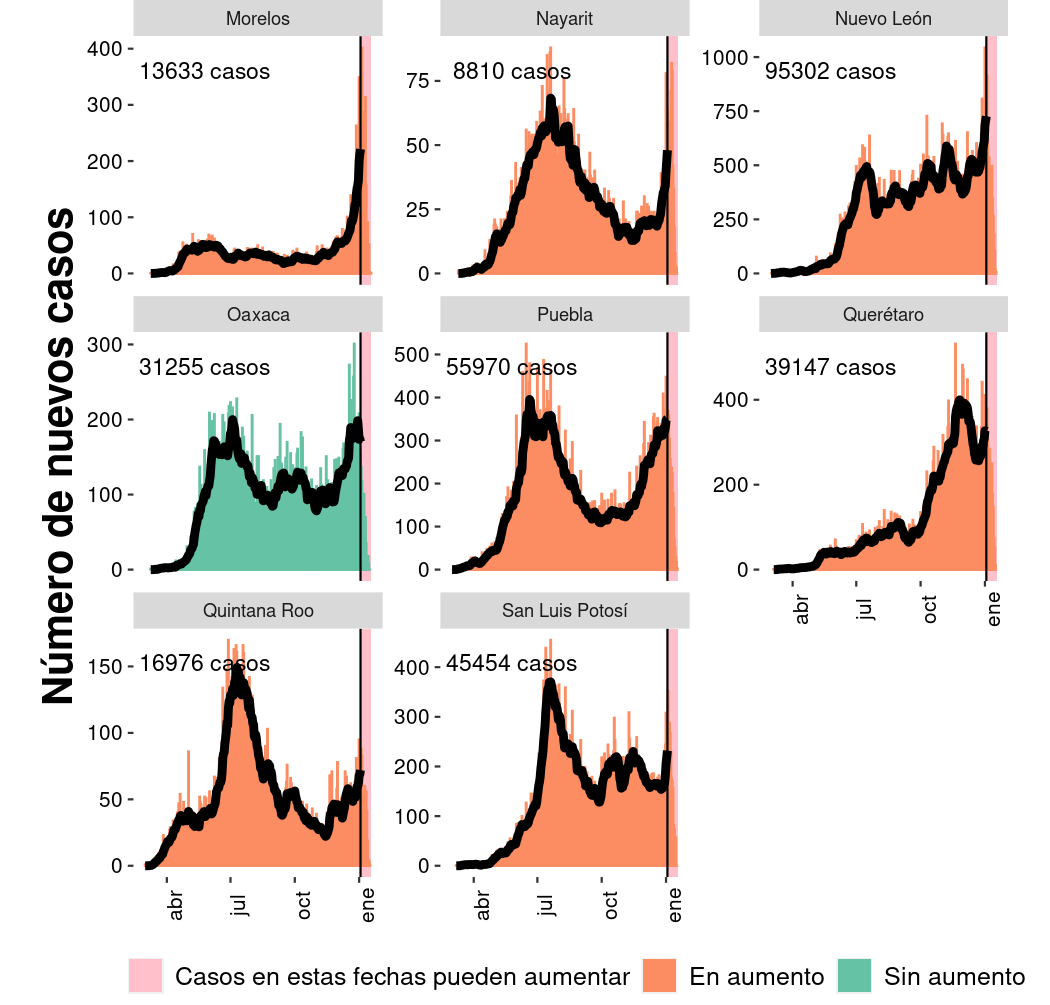 Número de nuevos casos
Morelos
400
300
200
100
0
13633 casos
Nayarit
75
50
25
0
8810 casos
Nuevo León
1000
750
500
250
0
95302 casos
Oaxaca
300
200
100
0
31255 casos
Puebla
500
400
300
200
100
0
55970 casos
Querétaro
400
200
0
39147 casos
abr
jul
oct
ene
Quintana Roo
150
100
50
0
16976 casos
abr
jul
oct
ene
San Luis Potosí
400
300
200
100
0
45454 casos
abr
jul
oct
ene
Casos en estas fechas pueden aumentar
En aumento
Sin aumento